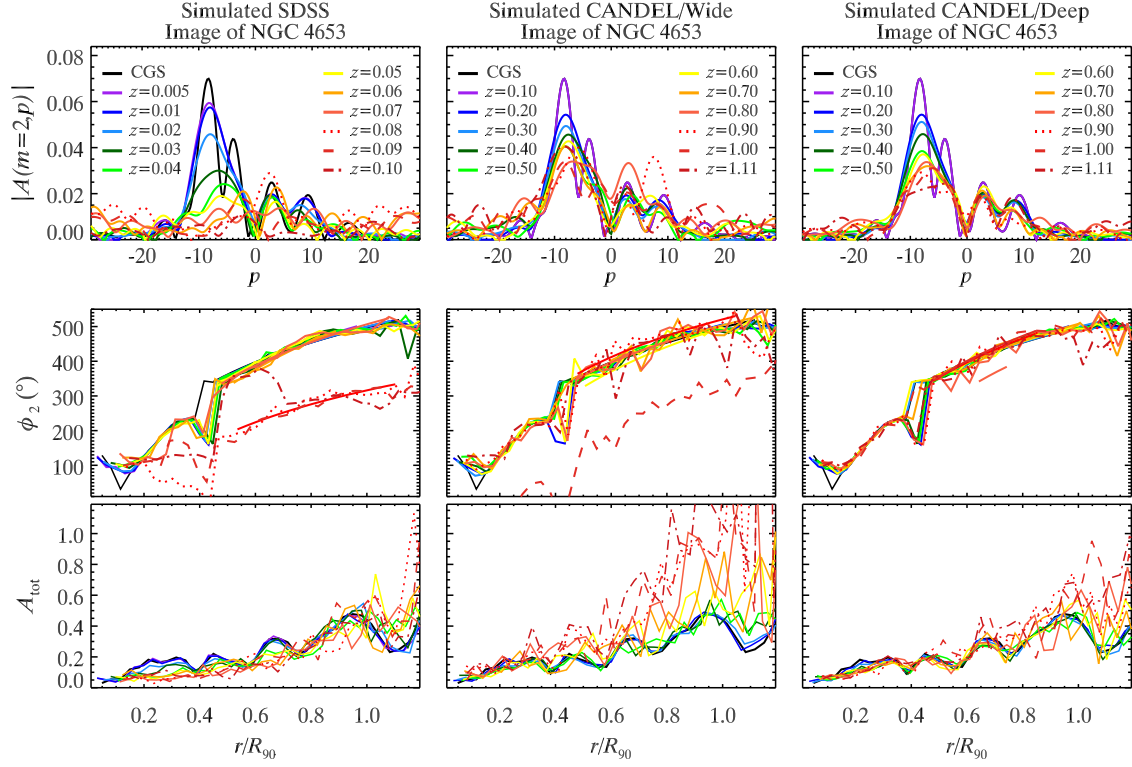 Simulated SDSS
Image of NGC 4653
Simulated CANDEL/Wide
Image of NGC 4653
Simulated CANDEL/Deep
Image of NGC 4653
|A(m=2,p)|
0.08
0.06
0.04
0.02
0.00
CGS
z=0.005
z=0.01
z=0.02
z=0.03
z=0.04
z=0.05
z=0.06
z=0.07
z=0.08
z=0.09
z=0.10
-20 -10 0 10 20
p
CGS
z=0.10
z=0.20
z=0.30
z=0.40
z=0.50
z=0.60
z=0.70
z=0.80
z=0.90
z=1.00
z=1.11
-20 -10 0 10 20
p
CGS
z=0.10
z=0.20
z=0.30
z=0.40
z=0.50
z=0.60
z=0.70
z=0.80
z=0.90
z=1.00
z=1.11
-20 -10 0 10 20
p
ϕ2 (°)
500
400
300
200
100
Atot
1.0
0.8
0.6
0.4
0.2
0.0
0.2 0.4 0.6 0.8 1.0
r/R90
0.2 0.4 0.6 0.8 1.0
r/R90
0.2 0.4 0.6 0.8 1.0
r/R90